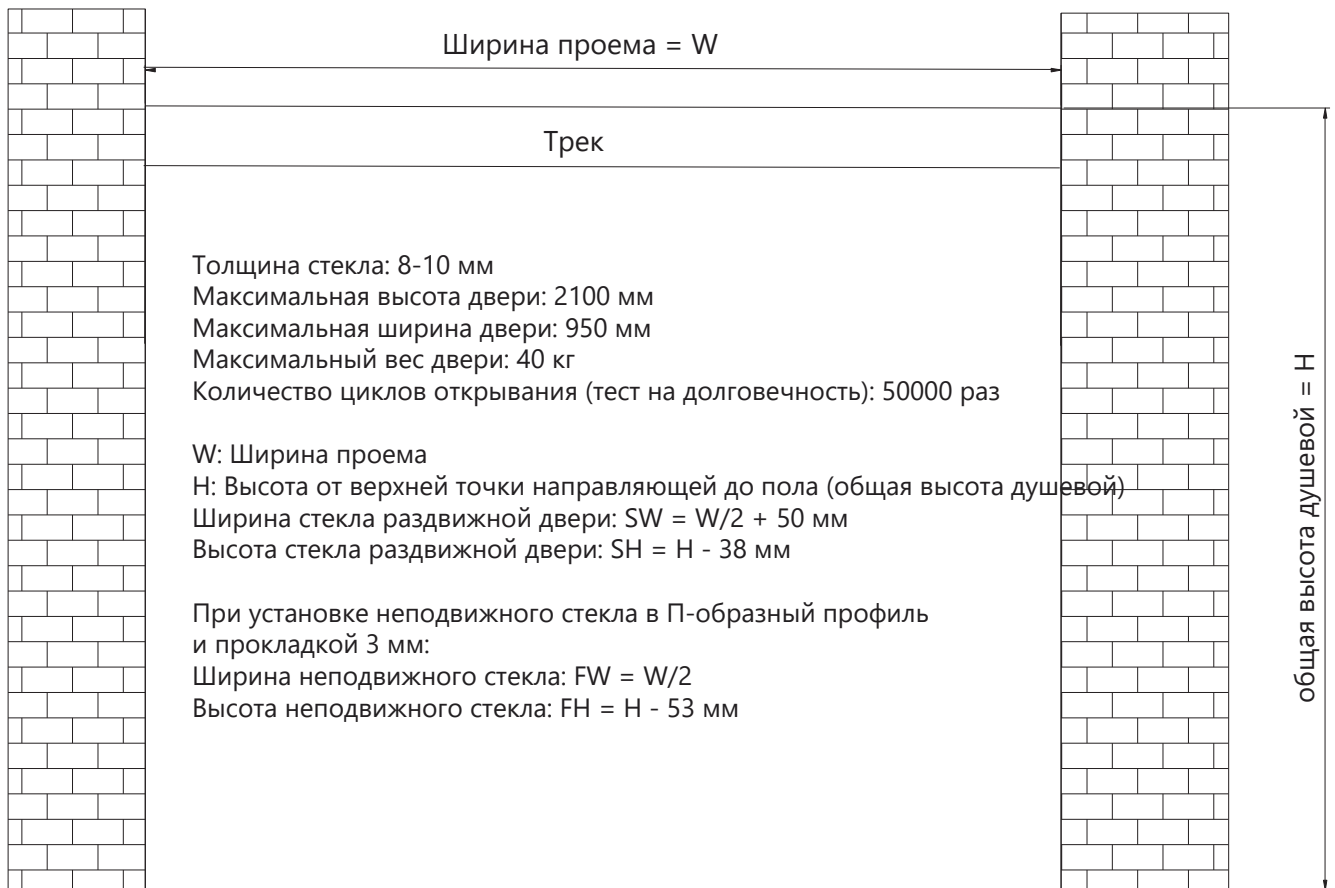 Ширина проема = W
Трек
Толщина стекла: 8-10 мм
Максимальная высота двери: 2100 мм
Максимальная ширина двери: 950 мм
Максимальный вес двери: 40 кг
Количество циклов открывания (тест на долговечность): 50000 раз
W: Ширина проема
H: Высота от верхней точки направляющей до пола (общая высота душевой)
Ширина стекла раздвижной двери: SW = W/2 + 50 мм
Высота стекла раздвижной двери: SH = H - 38 мм
При установке неподвижного стекла в П-образный профиль
и прокладкой 3 мм:
Ширина неподвижного стекла: FW = W/2
Высота неподвижного стекла: FH = H - 53 мм
общая высота душевой = H